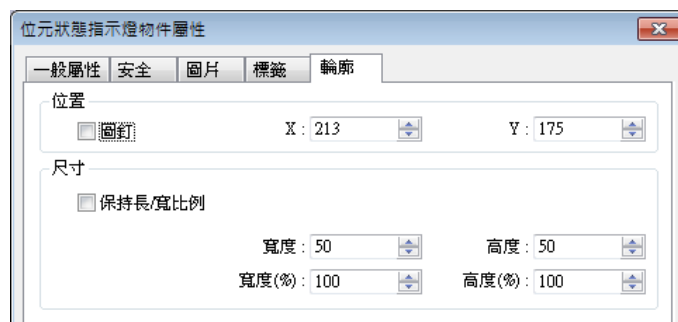 位元狀態指示燈物件屬性
一般屬性 安全 圖片 標籤 輪廓
位置
圖釘 X : 213 Y : 175
尺寸
保持長/寬比例
寬度 : 50 高度 : 50
寬度(%) : 100 高度(%) : 100